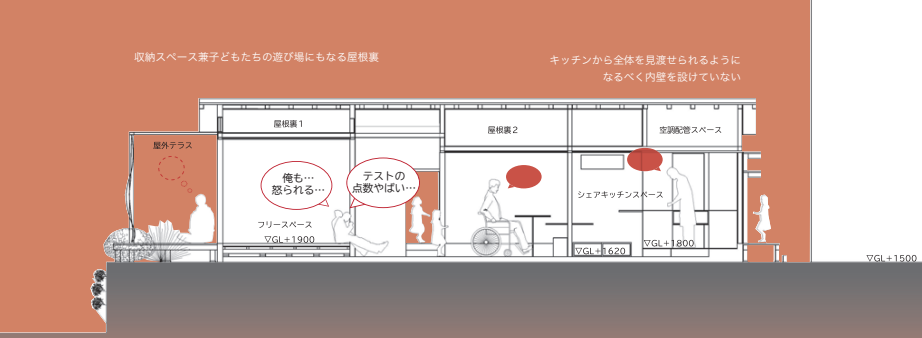 収納スペース兼子どもたちの遊び場にもなる屋根裏
キッチンから全体を見渡せられるように
なるべく内壁を設けていない
屋根裏１
屋根裏２
空調配管スペース
屋外テラス
俺も…
怒られる…
テストの
点数やばい…
シェアキッチンスペース
フリースペース
▽GL＋1900
▽GL＋1620
▽GL＋1800
▽GL＋1500